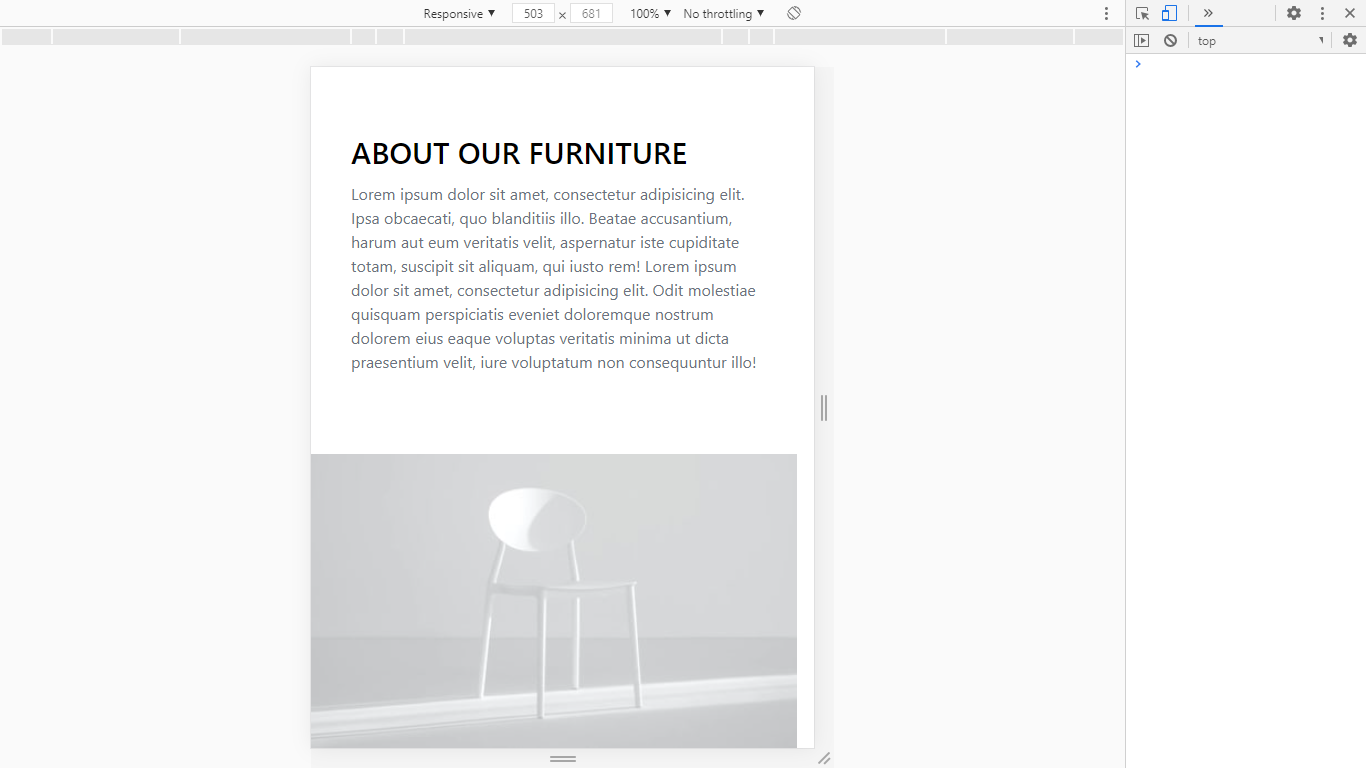 Responsive ▼ 503 x 681 100% ▼ No throttling ▼
top
ABOUT OUR FURNITURE
Lorem ipsum dolor sit amet, consectetur adipisicing elit.
Ipsa obcaecati, quo blanditiis illo. Beatae accusantium,
harum aut eum veritatis velit, aspernatur iste cupiditate
totam, suscipit sit aliquam, qui iusto rem! Lorem ipsum
dolor sit amet, consectetur adipisicing elit. Odit molestiae
quisquam perspiciatis eveniet doloremque nostrum
dolorem eius eaque voluptas veritatis minima ut dicta
praesentium velit, iure voluptatum non consequuntur illo!